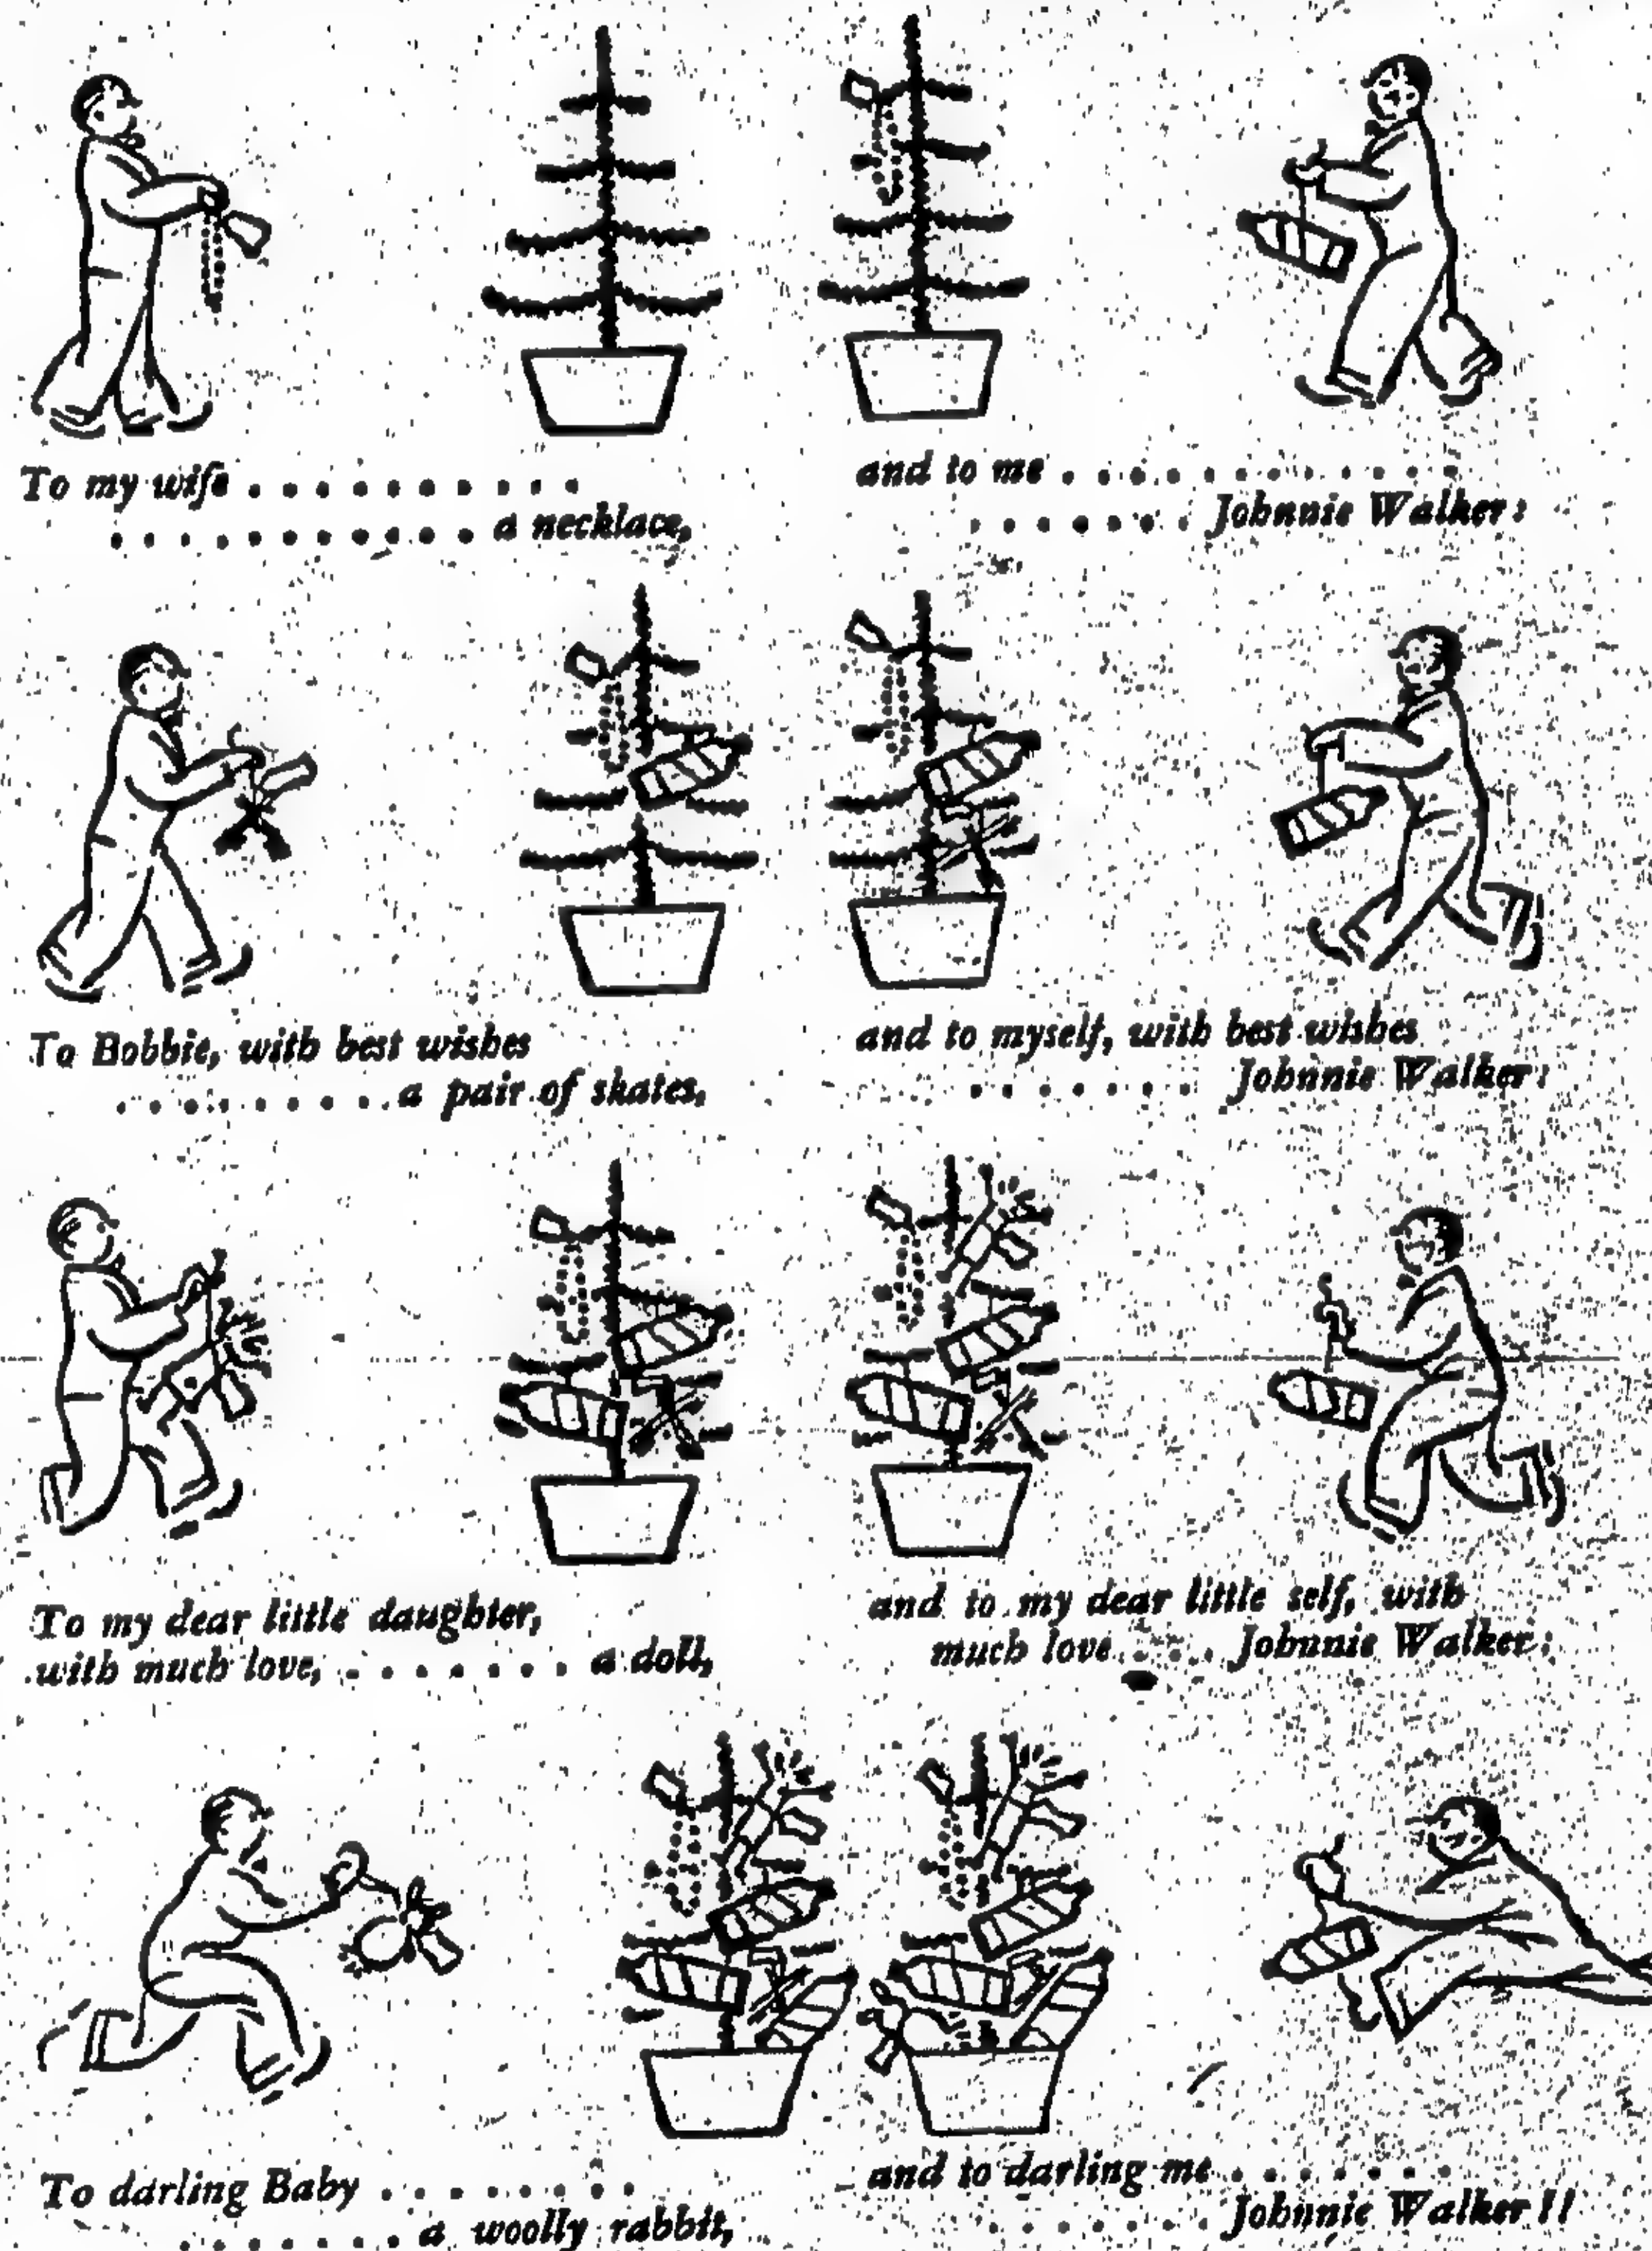 To my wife . . . . . . . . . .
. . . . . . . . . . . a necklace,
and to me . . . . . . . . . . . .
. . . . . . . Johnnie Walker:
To Bobbie, with best wishes
. . . . . . . . . a pair of skates,
and to myself, with best wishes
. . . . . . . Johnnie Walker:
To my dear little daughter,
with much love, . . . . . . . a doll,
and to my dear little self, with
much love . . . . Johnnie Walker:
To darling Baby . . . . . . . .
. . . . . . . a woolly rabbit,
and to darling me . . . . . . .
. . . . . . . Johnnie Walker!!